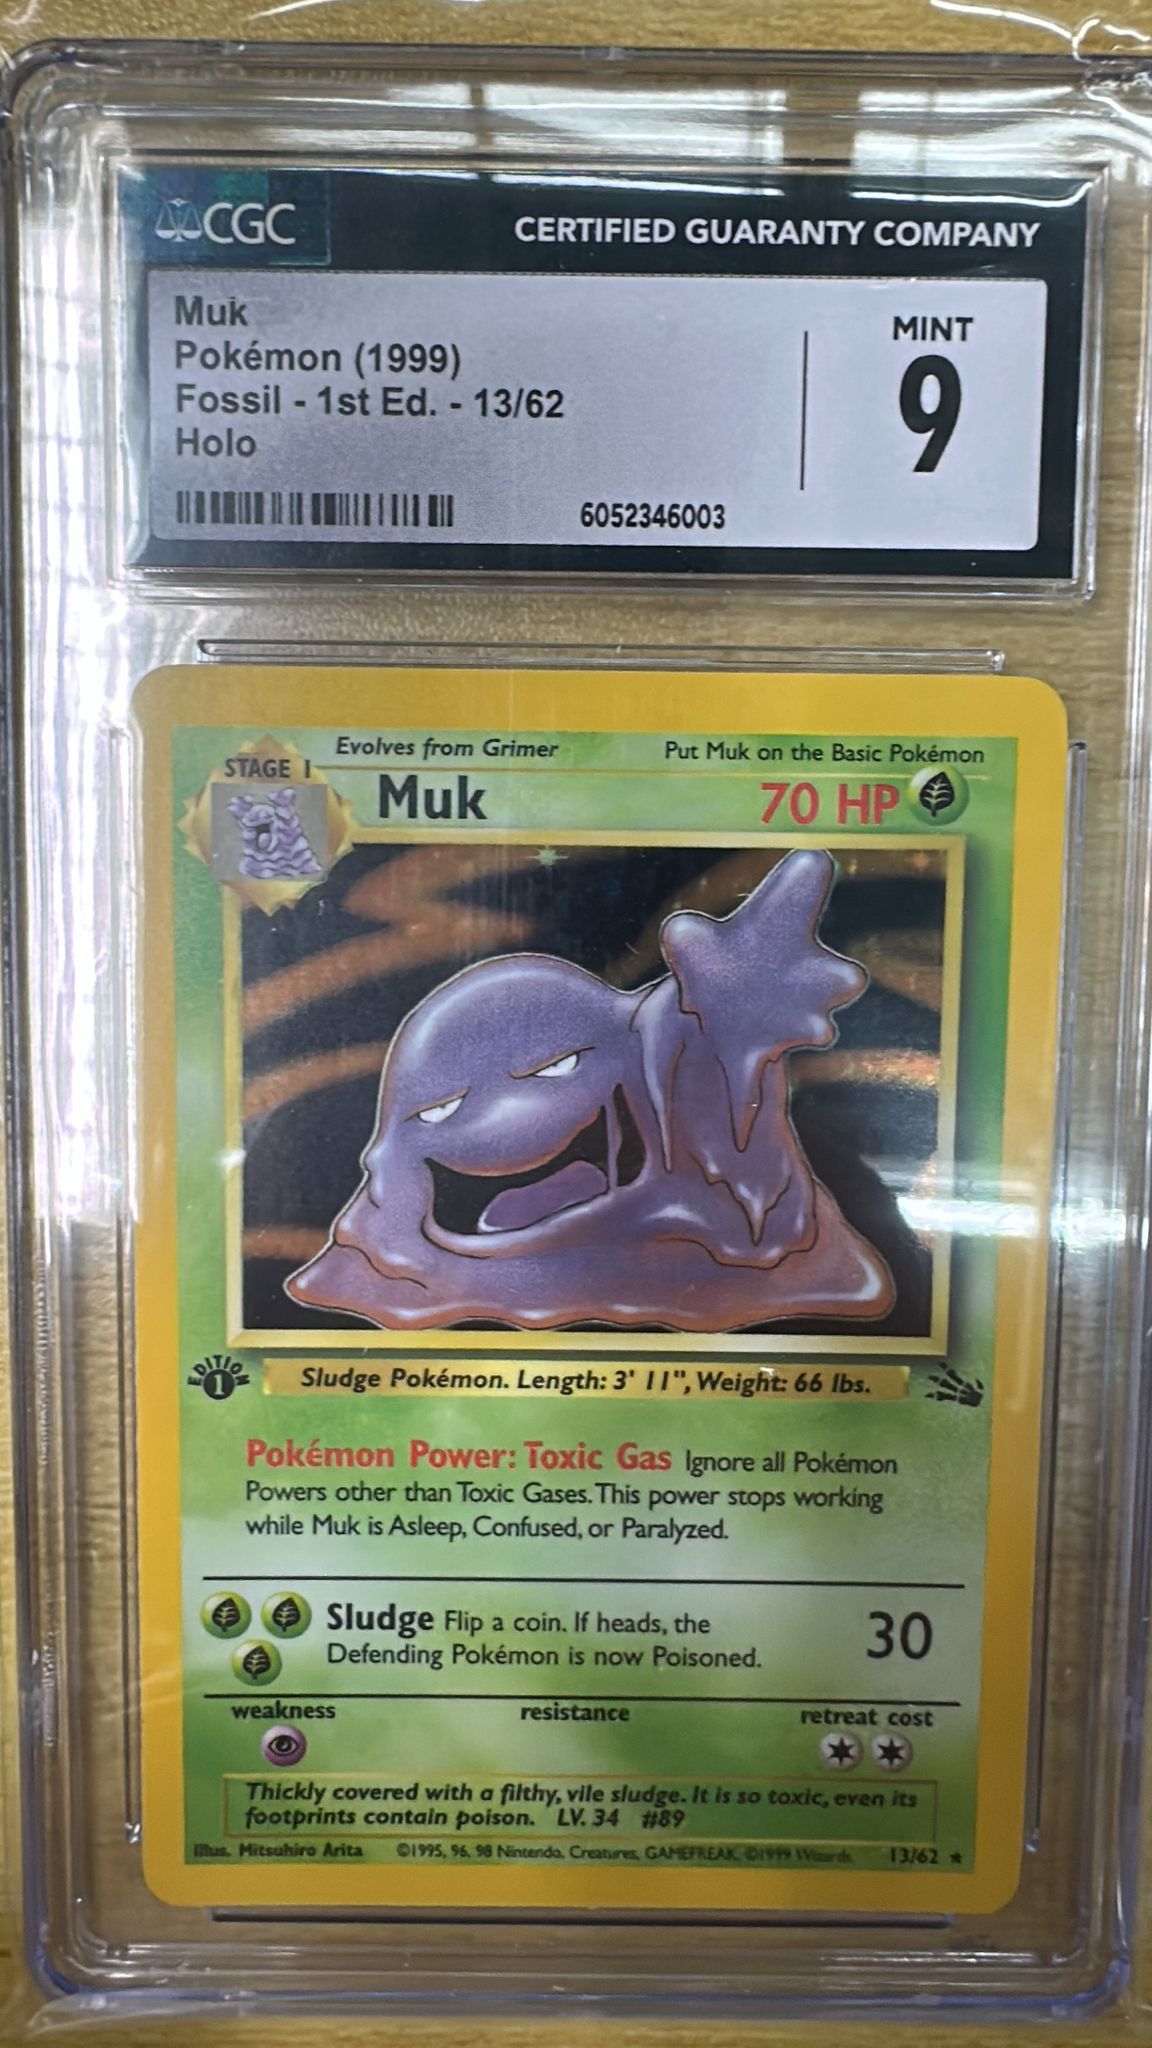 CGC
CERTIFIED GUARANTY COMPANY
Muk
Pokémon (1999)
Fossil - 1st Ed. - 13/62
Holo
6052346003
MINT
9
Evolves from Grimer
Put Muk on the Basic Pokémon
STAGE 1
Muk
70 HP
EDITION
1
Sludge Pokémon. Length: 3' 11", Weight: 66 lbs.
Pokémon Power: Toxic Gas Ignore all Pokémon
Powers other than Toxic Gases. This power stops working
while Muk is Asleep, Confused, or Paralyzed.
Sludge Flip a coin. If heads, the
Defending Pokémon is now Poisoned.
30
weakness
resistance
retreat cost
Thickly covered with a filthy, vile sludge. It is so toxic, even its
footprints contain poison. LV. 34 #89
Illus. Mitsuhiro Arita
©1995, 96, 98 Nintendo, Creatures, GAMEFREAK. ©1999 Wizards.
13/62 ★